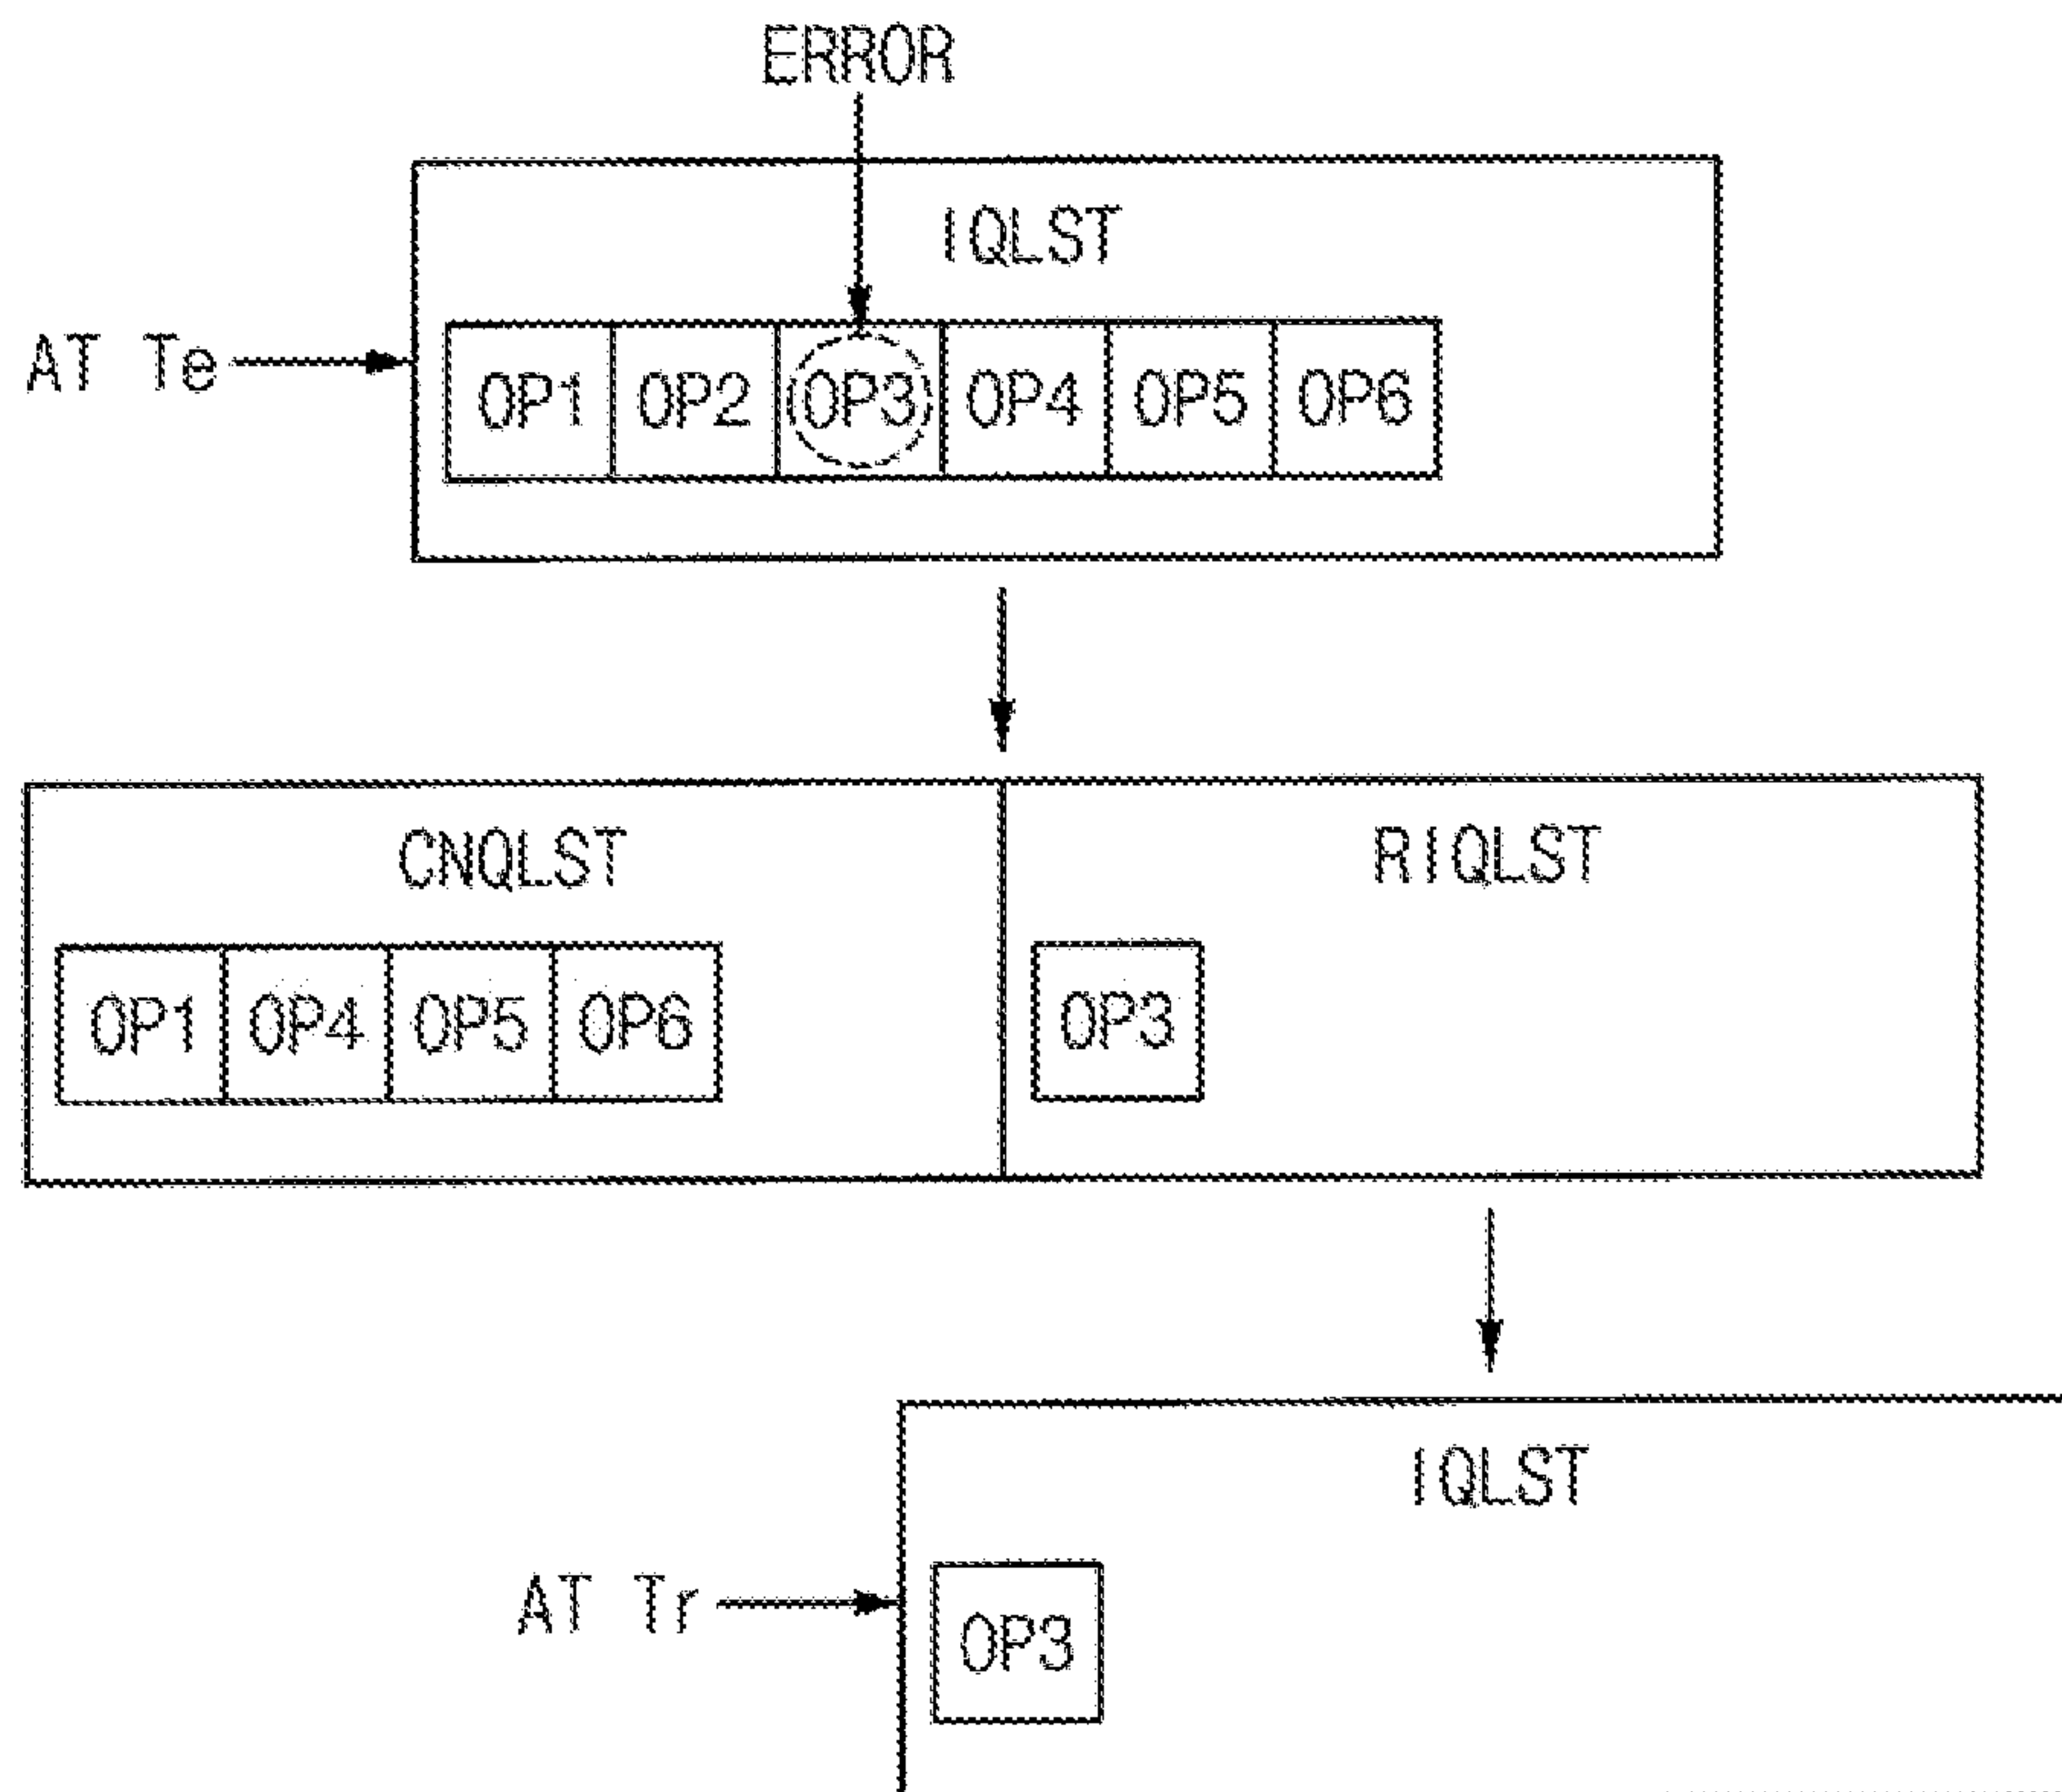 ERROR
IQLST
AT Te
OP1 OP2 OP3 OP4 OP5 OP6
CNQLST RIQLST
OP1 OP4 OP5 OP6 OP3
IQLST
AT Tr
OP3